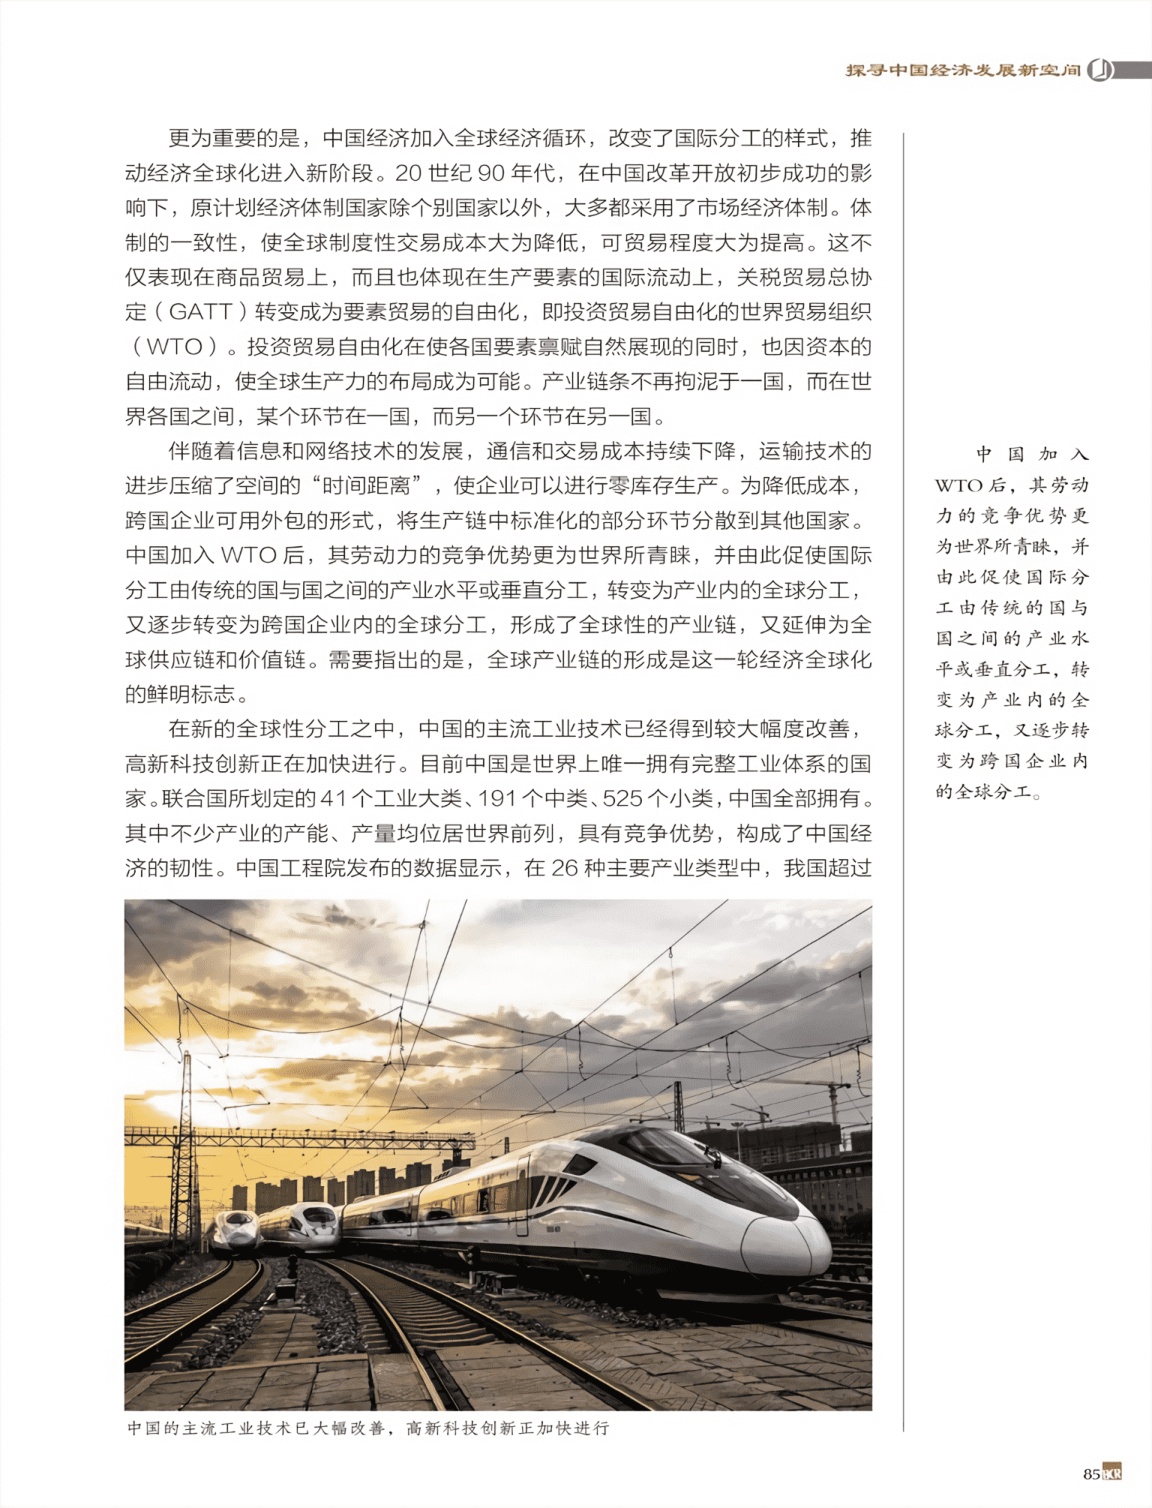 探寻中国经济发展新空间
更为重要的是，中国经济加入全球经济循环，改变了国际分工的样式，推
动经济全球化进入新阶段。20 世纪 90 年代，在中国改革开放初步成功的影
响下，原计划经济体制国家除个别国家以外，大多都采用了市场经济体制。体
制的一致性，使全球制度性交易成本大为降低，可贸易程度大为提高。这不
仅表现在商品贸易上，而且也体现在生产要素的国际流动上，关税贸易总协
定（GATT）转变成为要素贸易的自由化，即投资贸易自由化的世界贸易组织
（WTO）。投资贸易自由化在使各国要素禀赋自然展现的同时，也因资本的
自由流动，使全球生产力的布局成为可能。产业链条不再拘泥于一国，而在世
界各国之间，某个环节在一国，而另一个环节在另一国。
伴随着信息和网络技术的发展，通信和交易成本持续下降，运输技术的
进步压缩了空间的“时间距离”，使企业可以进行零库存生产。为降低成本，
跨国企业可用外包的形式，将生产链中标准化的部分环节分散到其他国家。
中国加入 WTO 后，其劳动力的竞争优势更为世界所青睐，并由此促使国际
分工由传统的国与国之间的产业水平或垂直分工，转变为产业内的全球分工，
又逐步转变为跨国企业内的全球分工，形成了全球性的产业链，又延伸为全
球供应链和价值链。需要指出的是，全球产业链的形成是这一轮经济全球化
的鲜明标志。
在新的全球性分工之中，中国的主流工业技术已经得到较大幅度改善，
高新科技创新正在加快进行。目前中国是世界上唯一拥有完整工业体系的国
家。联合国所划定的 41 个工业大类、191 个中类、525 个小类，中国全部拥有。
其中不少产业的产能、产量均位居世界前列，具有竞争优势，构成了中国经
济的韧性。中国工程院发布的数据显示，在 26 种主要产业类型中，我国超过
中国的主流工业技术已大幅改善，高新科技创新正加快进行
中国加入
WTO 后，其劳动
力的竞争优势更
为世界所青睐，并
由此促使国际分
工由传统的国与
国之间的产业水
平或垂直分工，转
变为产业内的全
球分工，又逐步转
变为跨国企业内
的全球分工。
85